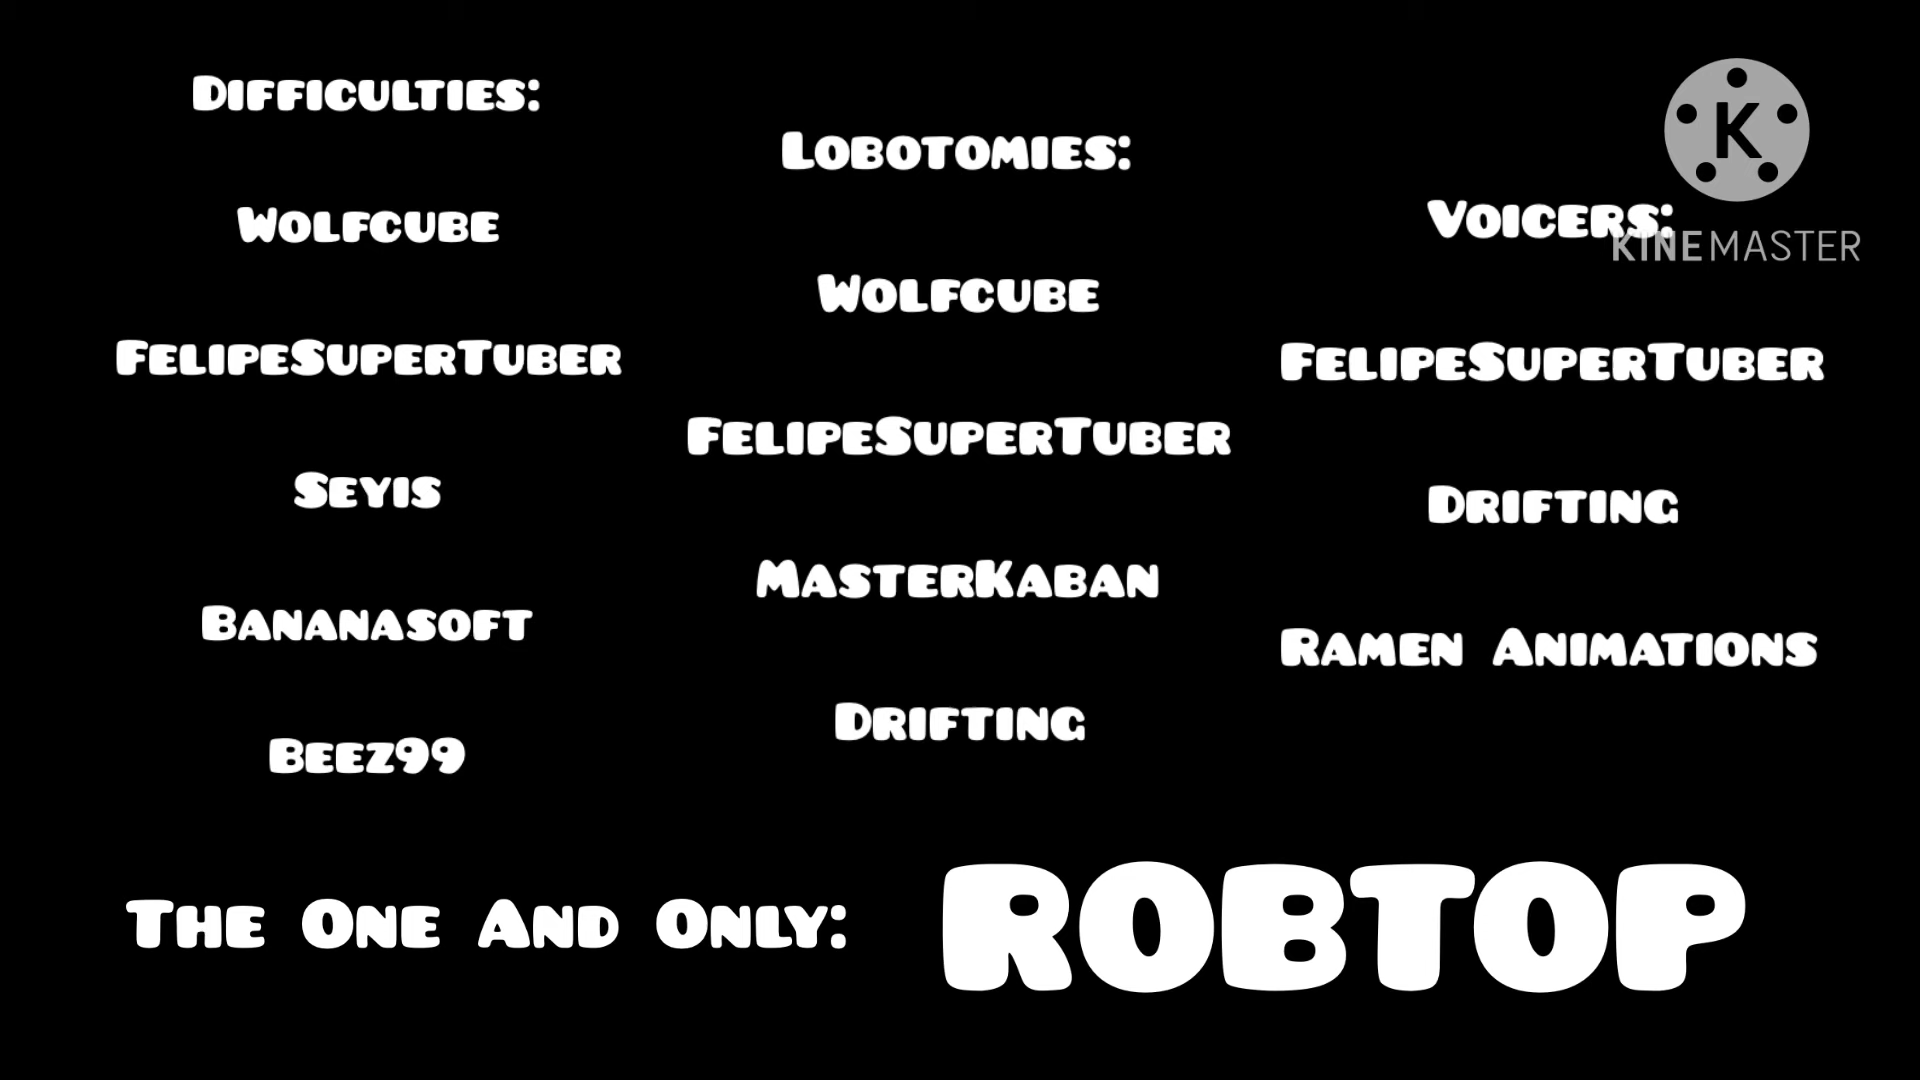 Difficulties:
Wolfcube
FelipeSuperTuber
Seyis
Bananasoft
Beez99
Lobotomies:
Wolfcube
FelipeSuperTuber
MasterKaban
Drifting
Voicers:
FelipeSuperTuber
Drifting
Ramen Animations
The One And Only: ROBTOP
K
KINEMASTER